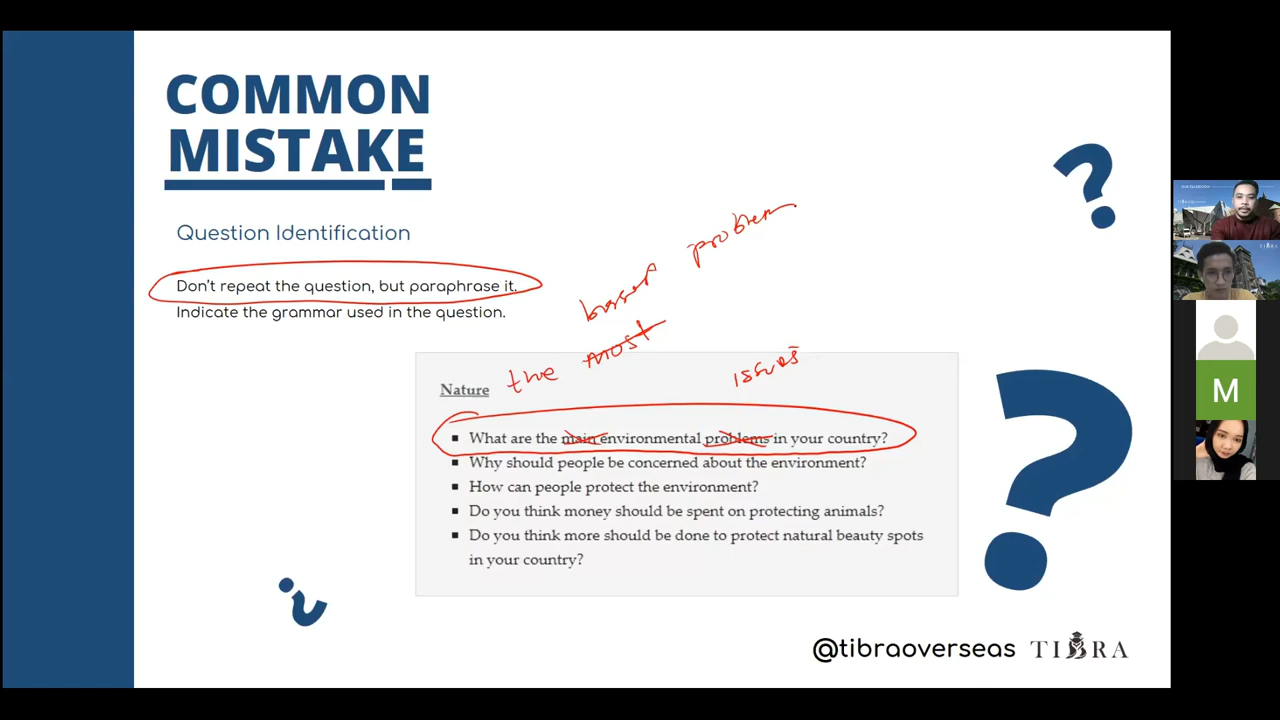 COMMON
MISTAKE
Question Identification
Don't repeat the question, but paraphrase it.
Indicate the grammar used in the question.
problem
most
the
issues
Nature
▪ What are the main environmental problems in your country?
▪ Why should people be concerned about the environment?
▪ How can people protect the environment?
▪ Do you think money should be spent on protecting animals?
▪ Do you think more should be done to protect natural beauty spots
in your country?
@tibraoverseas TIBRA
M